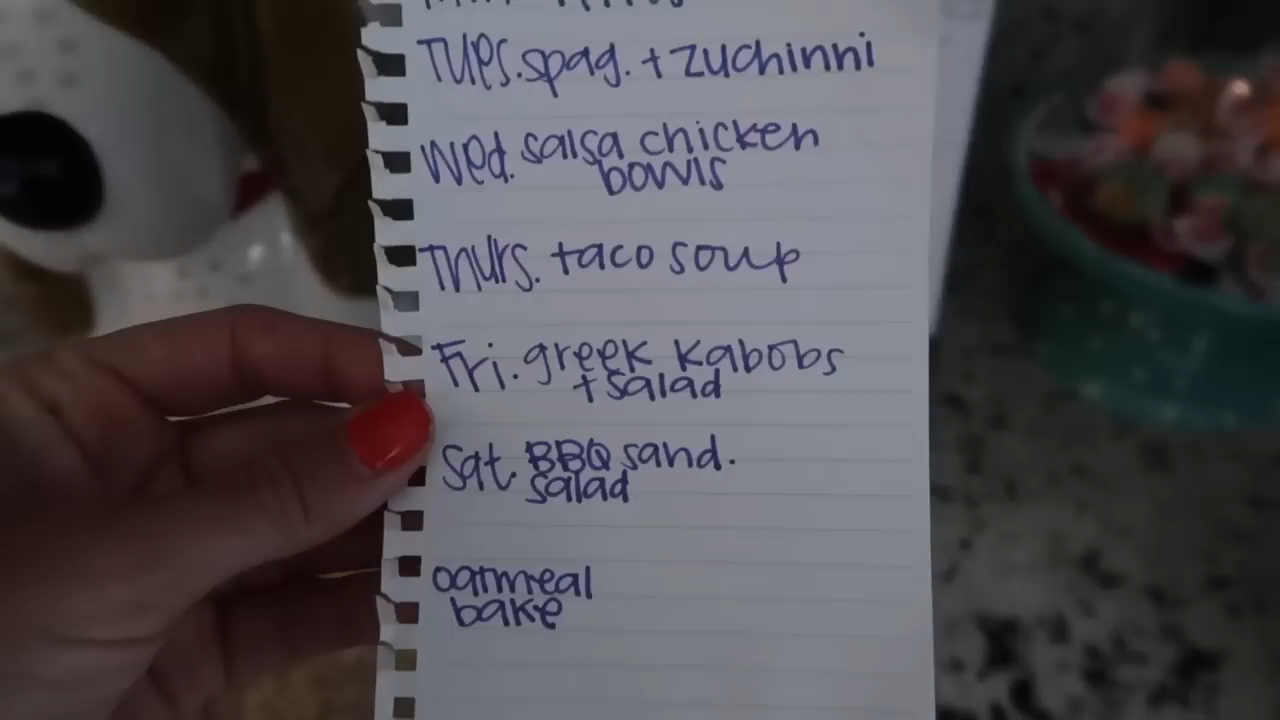 Tues. spag. + zuchinni
Wed. salsa chicken
bowls
Thurs. taco soup
Fri. greek kabobs
+ salad
Sat. BBQ sand.
salad
oatmeal
bake